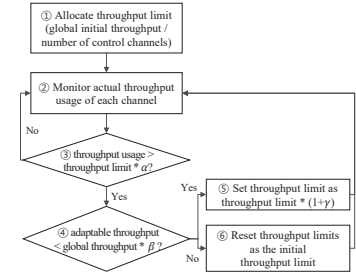 ① Allocate throughput limit
(global initial throughput /
number of control channels)
② Monitor actual throughput
usage of each channel
No
③ throughput usage >
throughput limit * α?
Yes
④ adaptable throughput
< global throughput * β ?
Yes
⑤ Set throughput limit as
throughput limit * (1+γ)
No
⑥ Reset throughput limits
as the initial
throughput limit